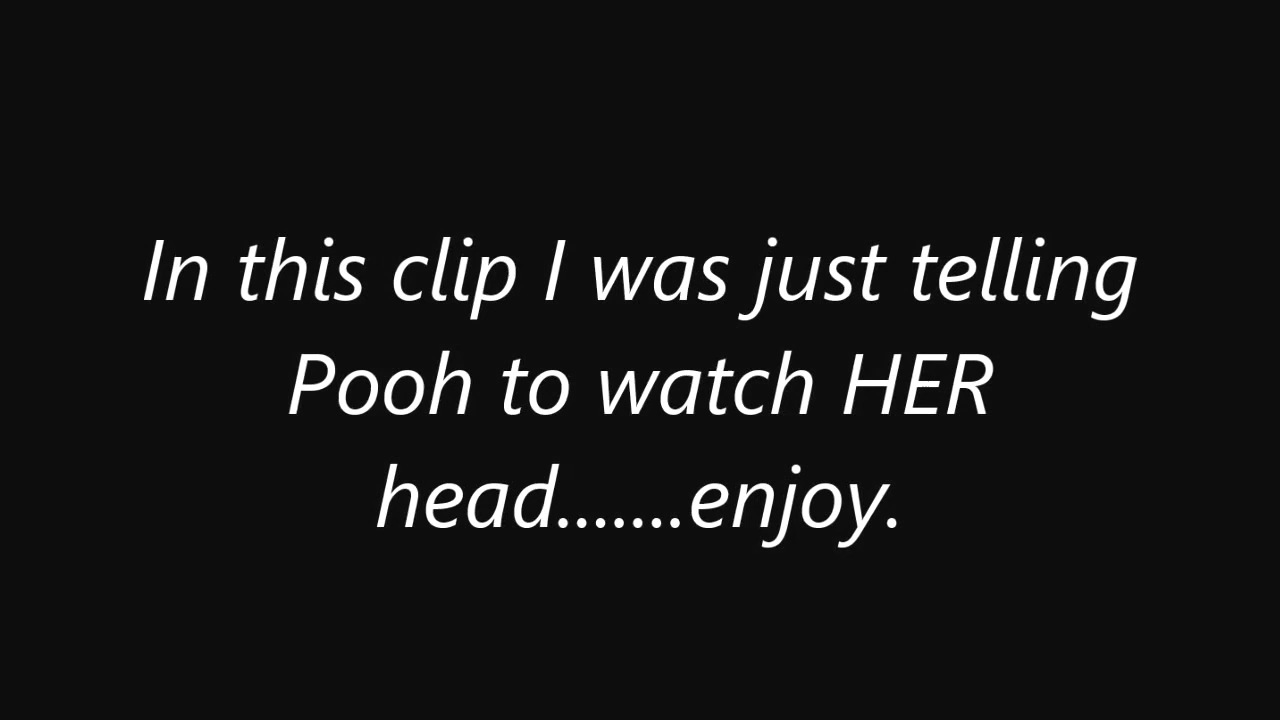 In this clip I was just telling
Pooh to watch HER
head.......enjoy.